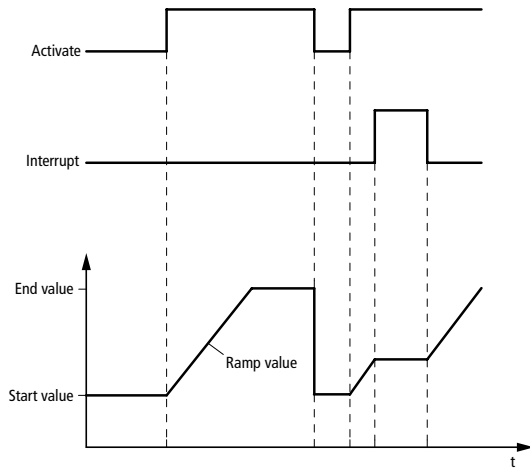 Activate
Interrupt
End value
Ramp value
Start value
t